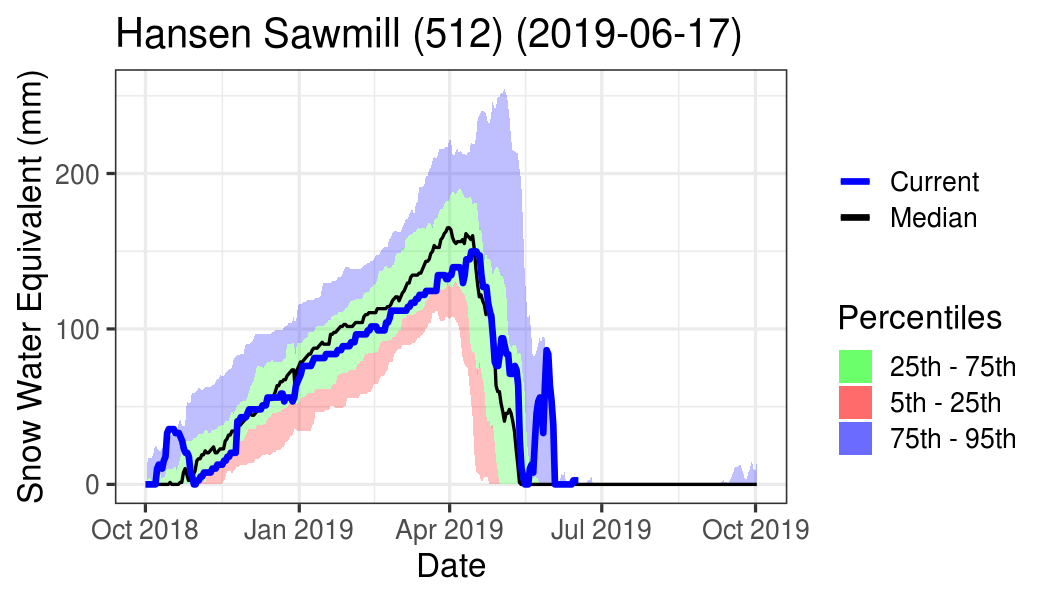 Hansen Sawmill (512) (2019-06-17)
Snow Water Equivalent (mm)
200
100
0
Oct 2018 Jan 2019 Apr 2019 Jul 2019 Oct 2019
Date
Current
Median
Percentiles
25th - 75th
5th - 25th
75th - 95th